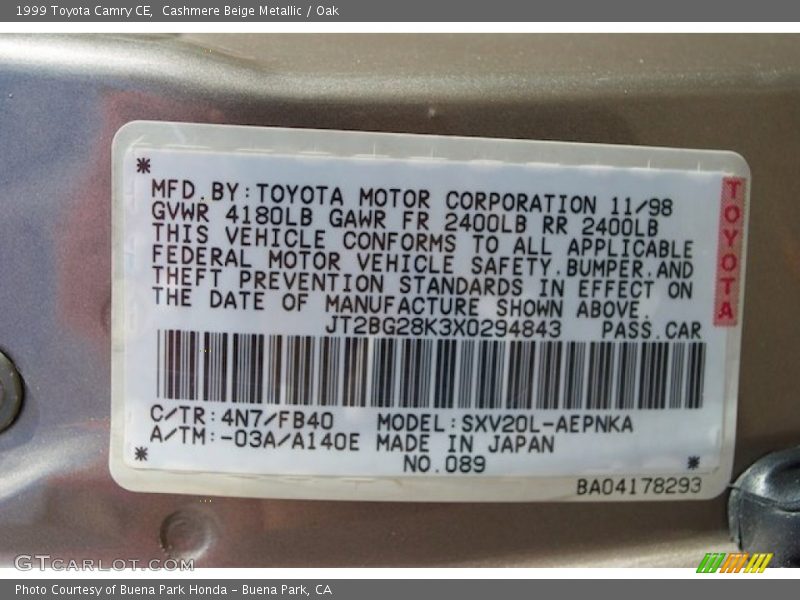 1999 Toyota Camry CE, Cashmere Beige Metallic / Oak
MFD.BY:TOYOTA MOTOR CORPORATION 11/98
GVWR 4180LB GAWR FR 2400LB RR 2400LB
THIS VEHICLE CONFORMS TO ALL APPLICABLE
FEDERAL MOTOR VEHICLE SAFETY.BUMPER.AND
THEFT PREVENTION STANDARDS IN EFFECT ON
THE DATE OF MANUFACTURE SHOWN ABOVE.
JT2BG28K3X0294843 PASS.CAR
TOYOTA
C/TR:4N7/FB40 MODEL:SXV20L-AEPNKA
A/TM:-03A/A140E MADE IN JAPAN
NO.089
BA04178293
GTCARLOT.COM
Photo Courtesy of Buena Park Honda - Buena Park, CA